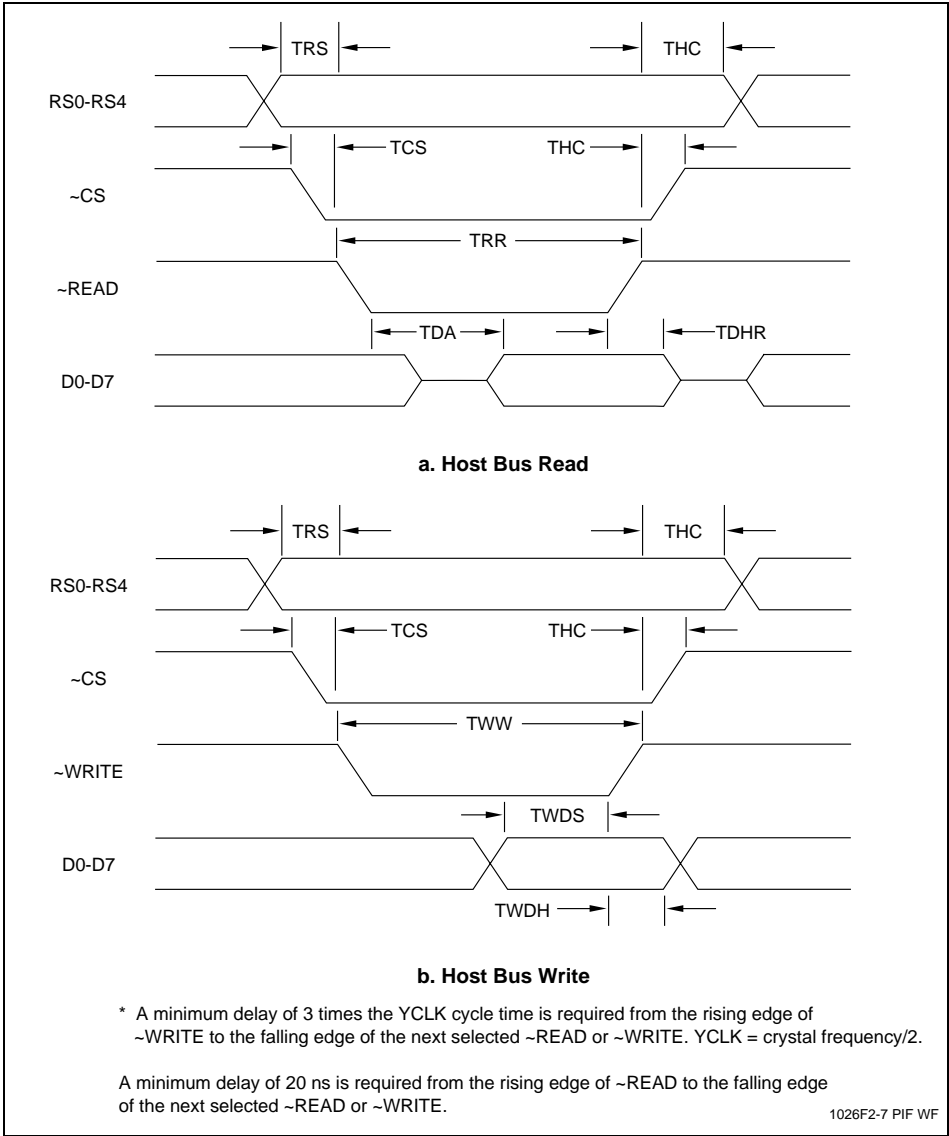 TRS THC
RS0-RS4
TCS THC
~CS
TRR
~READ
TDA TDHR
D0-D7
a. Host Bus Read
TRS THC
RS0-RS4
TCS THC
~CS
TWW
~WRITE
TWDS
D0-D7
TWDH
b. Host Bus Write
* A minimum delay of 3 times the YCLK cycle time is required from the rising edge of
~WRITE to the falling edge of the next selected ~READ or ~WRITE. YCLK = crystal frequency/2.
A minimum delay of 20 ns is required from the rising edge of ~READ to the falling edge
of the next selected ~READ or ~WRITE.
1026F2-7 PIF WF